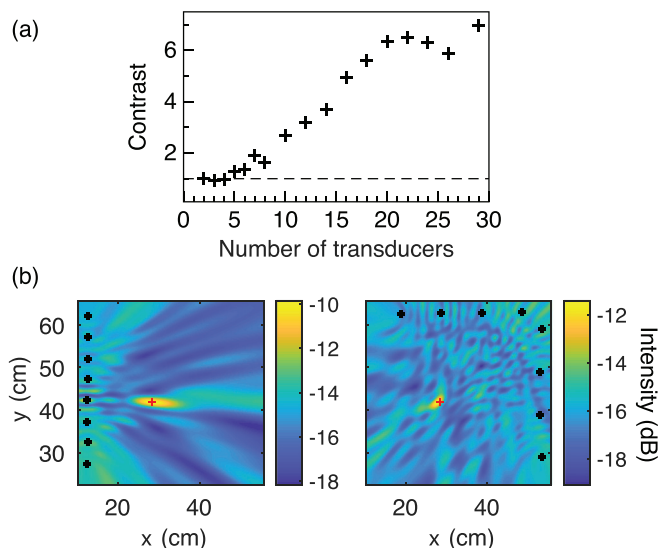 (a)
Contrast
6
4
2
0 5 10 15 20 25 30
Number of transducers
(b)
y (cm)
60
50
40
30
20 40
x (cm)
-10
-12
-14
-16
-18
20 40
x (cm)
-12
-14
-16
-18
Intensity (dB)